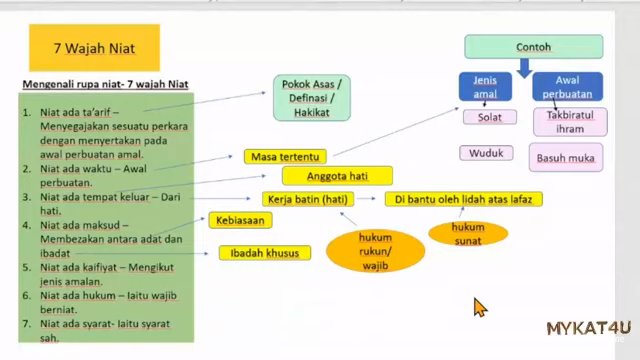 7 Wajah Niat
Mengenali rupa niat- 7 wajah Niat
1. Niat ada ta'arif –
Menyegajakan sesuatu perkara
dengan menyertakan pada
awal perbuatan amal.
2. Niat ada waktu – Awal
perbuatan.
3. Niat ada tempat keluar – Dari
hati.
4. Niat ada maksud –
Membezakan antara adat dan
ibadat
5. Niat ada kaifiyat – Mengikut
jenis amalan.
6. Niat ada hukum – Iaitu wajib
berniat.
7. Niat ada syarat- Iaitu syarat
sah.
Pokok Asas /
Definasi /
Hakikat
Masa tertentu
Anggota hati
Kerja batin (hati)
Di bantu oleh lidah atas lafaz
Kebiasaan
Ibadah khusus
hukum
rukun/
wajib
hukum
sunat
Contoh
Jenis
amal
Awal
perbuatan
Solat
Takbiratul
ihram
Wuduk
Basuh muka
MYKAT4U